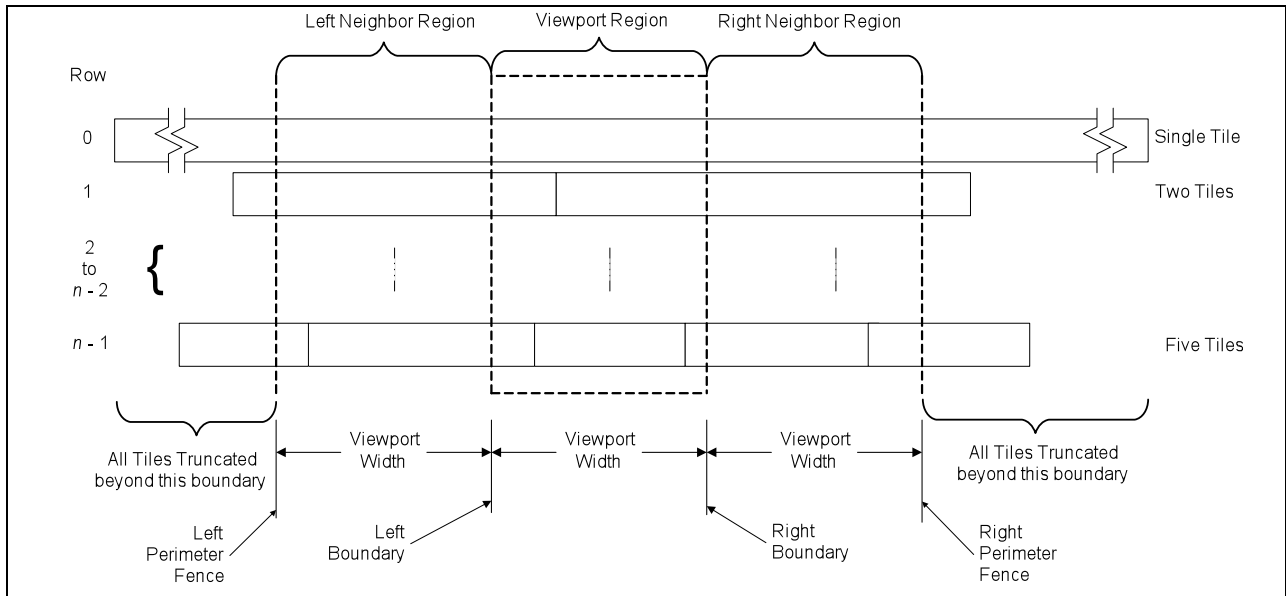 Left Neighbor Region
Viewport Region
Right Neighbor Region
Row
0
Single Tile
1
Two Tiles
2
to
n - 2
{
n - 1
Five Tiles
All Tiles Truncated
beyond this boundary
Viewport
Width
Viewport
Width
Viewport
Width
All Tiles Truncated
beyond this boundary
Left
Perimeter
Fence
Left
Boundary
Right
Boundary
Right
Perimeter
Fence